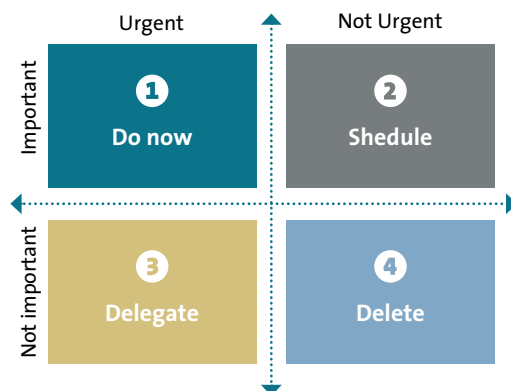 Urgent
Not Urgent
Important
1
Do now
2
Shedule
Not important
3
Delegate
4
Delete